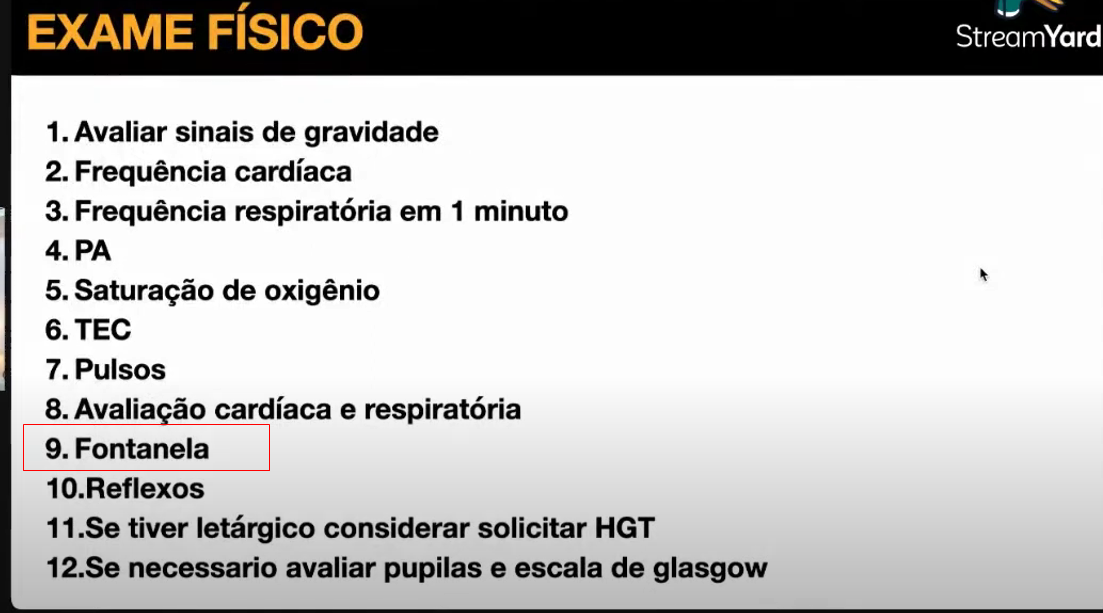 EXAME FÍSICO
StreamYard
1. Avaliar sinais de gravidade
2. Frequência cardíaca
3. Frequência respiratória em 1 minuto
4. PA
5. Saturação de oxigênio
6. TEC
7. Pulsos
8. Avaliação cardíaca e respiratória
9. Fontanela
10.Reflexos
11.Se tiver letárgico considerar solicitar HGT
12.Se necessario avaliar pupilas e escala de glasgow